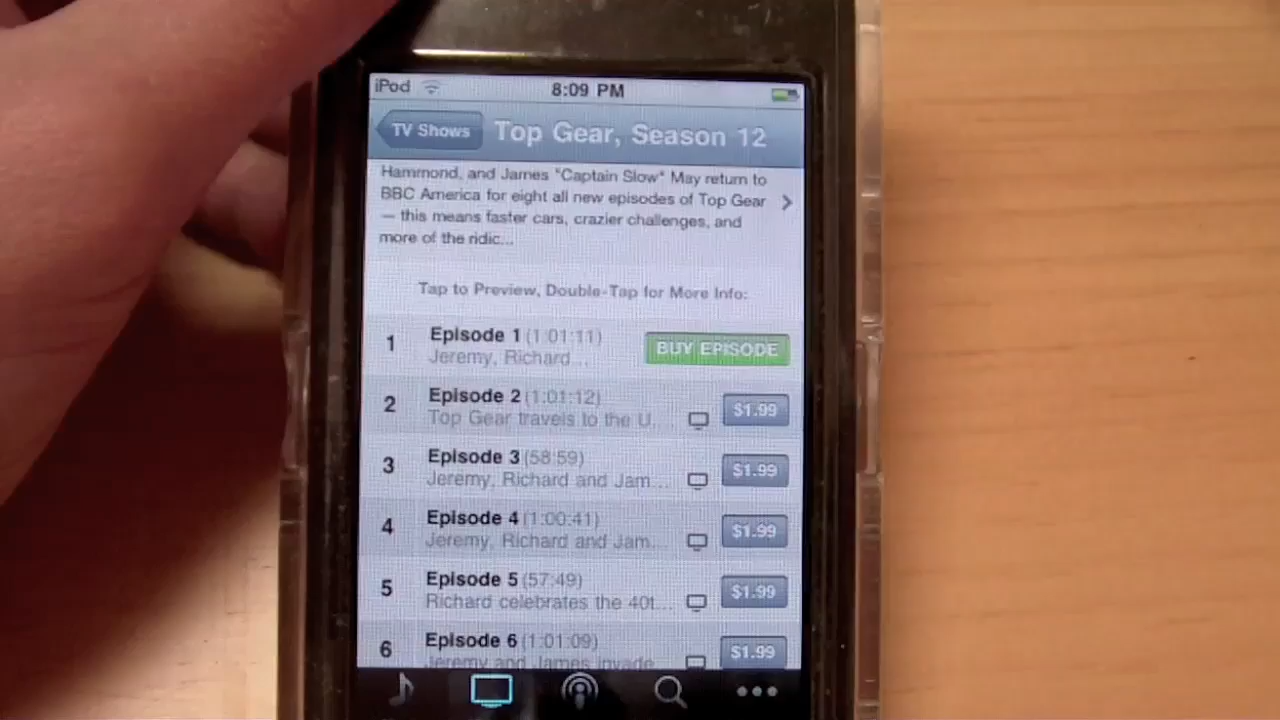 iPod 8:09 PM
TV Shows Top Gear, Season 12
Hammond, and James "Captain Slow" May return to
BBC America for eight all new episodes of Top Gear
— this means faster cars, crazier challenges, and
more of the ridic...
Tap to Preview, Double-Tap for More Info:
1 Episode 1 (1:01:11) BUY EPISODE
Jeremy, Richard ...
2 Episode 2 (1:01:12) $1.99
Top Gear travels to the U...
3 Episode 3 (58:59) $1.99
Jeremy, Richard and Jam...
4 Episode 4 (1:00:41) $1.99
Jeremy, Richard and Jam...
5 Episode 5 (57:49) $1.99
Richard celebrates the 40t...
6 Episode 6 (1:01:09) $1.99
Jeremy and James invade